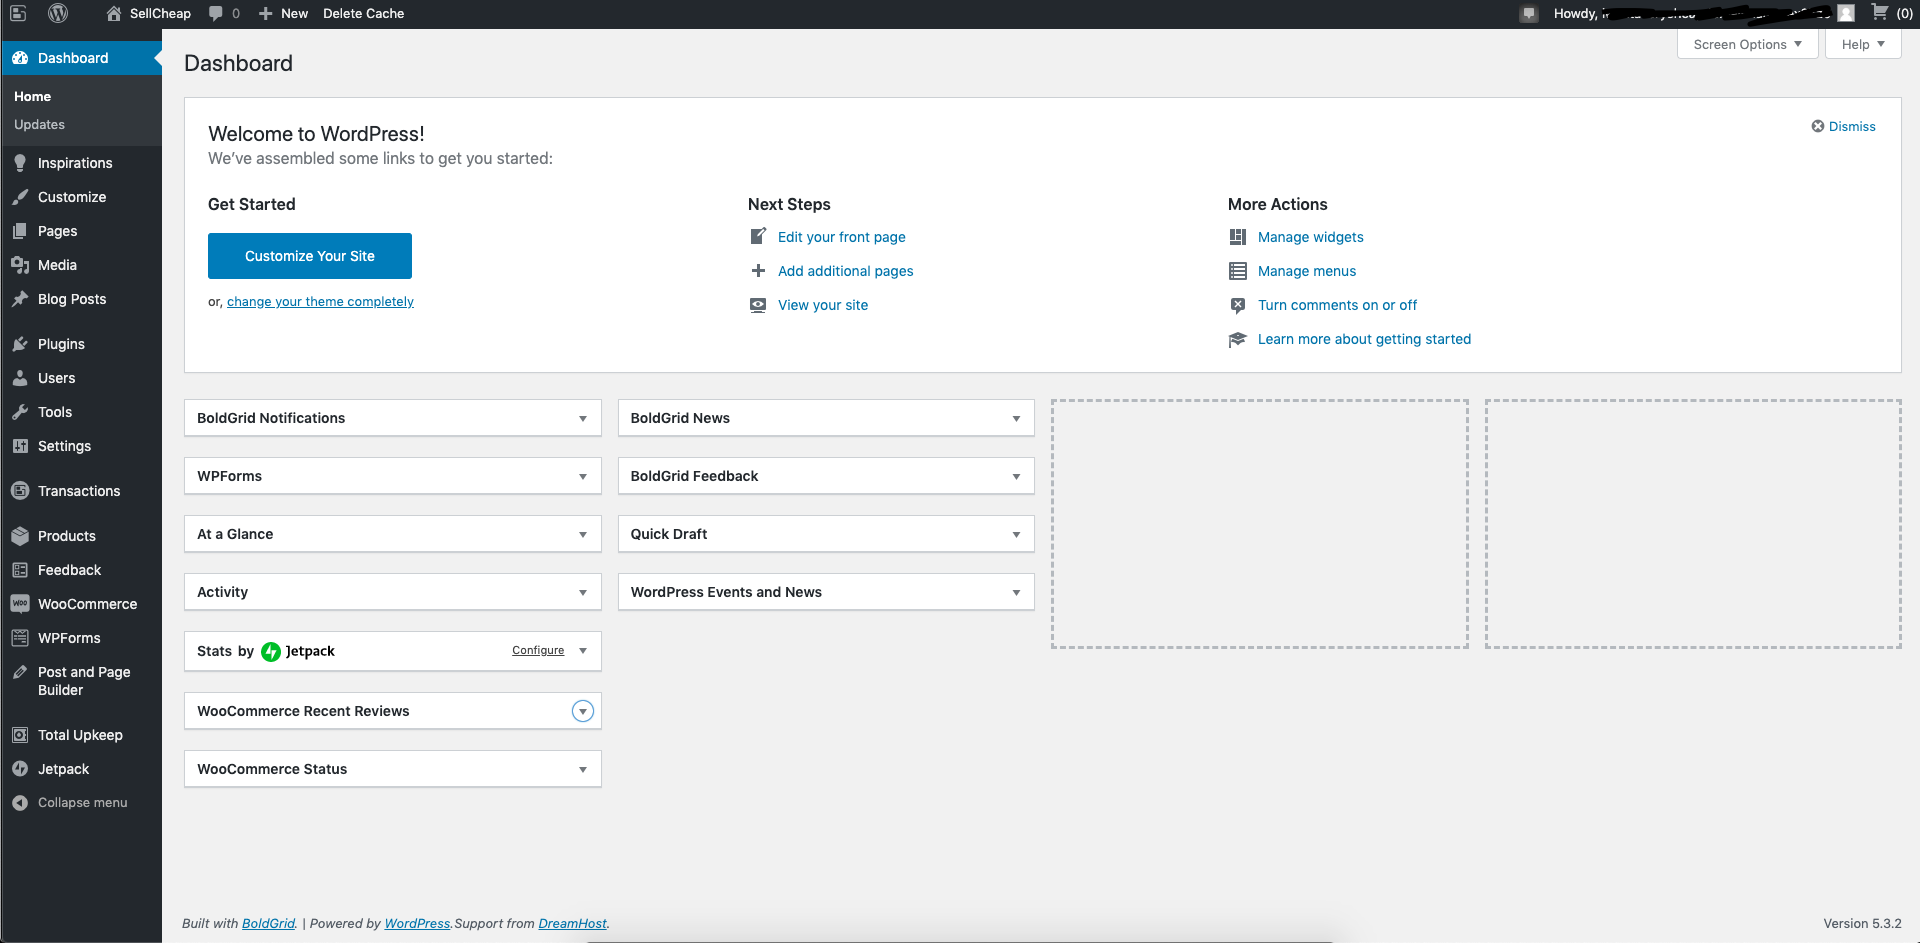 SellCheap 0 New Delete Cache
Howdy,
(0)
Dashboard
Home
Updates
Inspirations
Customize
Pages
Media
Blog Posts
Plugins
Users
Tools
Settings
Transactions
Products
Feedback
WooCommerce
WPForms
Post and Page
Builder
Total Upkeep
Jetpack
Collapse menu
Screen Options
Help
Dashboard
Welcome to WordPress!
Dismiss
We've assembled some links to get you started:
Get Started
Customize Your Site
or, change your theme completely
Next Steps
Edit your front page
Add additional pages
View your site
More Actions
Manage widgets
Manage menus
Turn comments on or off
Learn more about getting started
BoldGrid Notifications
WPForms
At a Glance
Activity
Stats by Jetpack Configure
WooCommerce Recent Reviews
WooCommerce Status
BoldGrid News
BoldGrid Feedback
Quick Draft
WordPress Events and News
Built with BoldGrid. | Powered by WordPress.Support from DreamHost.
Version 5.3.2